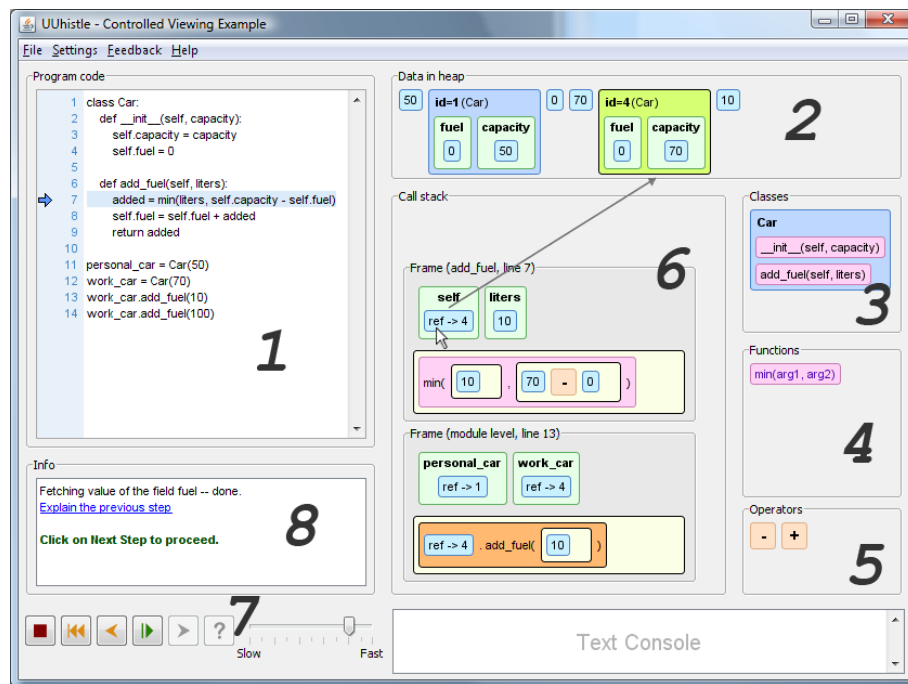 UUhistle - Controlled Viewing Example
File Settings Feedback Help
Program code
1 class Car:
2 def __init__(self, capacity):
3 self.capacity = capacity
4 self.fuel = 0
5
6 def add_fuel(self, liters):
7 added = min(liters, self.capacity - self.fuel)
8 self.fuel = self.fuel + added
9 return added
10
11 personal_car = Car(50)
12 work_car = Car(70)
13 work_car.add_fuel(10)
14 work_car.add_fuel(100)
1
Data in heap
50 id=1 (Car) 0 70 id=4 (Car) 10
fuel capacity fuel capacity
0 50 0 70
2
Call stack
6
Frame (add_fuel, line 7)
self liters
ref -> 4 10
min( 10 , 70 - 0 )
Frame (module level, line 13)
personal_car work_car
ref -> 1 ref -> 4
ref -> 4 . add_fuel( 10 )
Classes
Car
__init__(self, capacity)
add_fuel(self, liters)
3
Functions
min(arg1, arg2)
4
Operators
- +
5
Info
Fetching value of the field fuel -- done.
Explain the previous step
Click on Next Step to proceed.
8
7
?
Slow Fast
Text Console